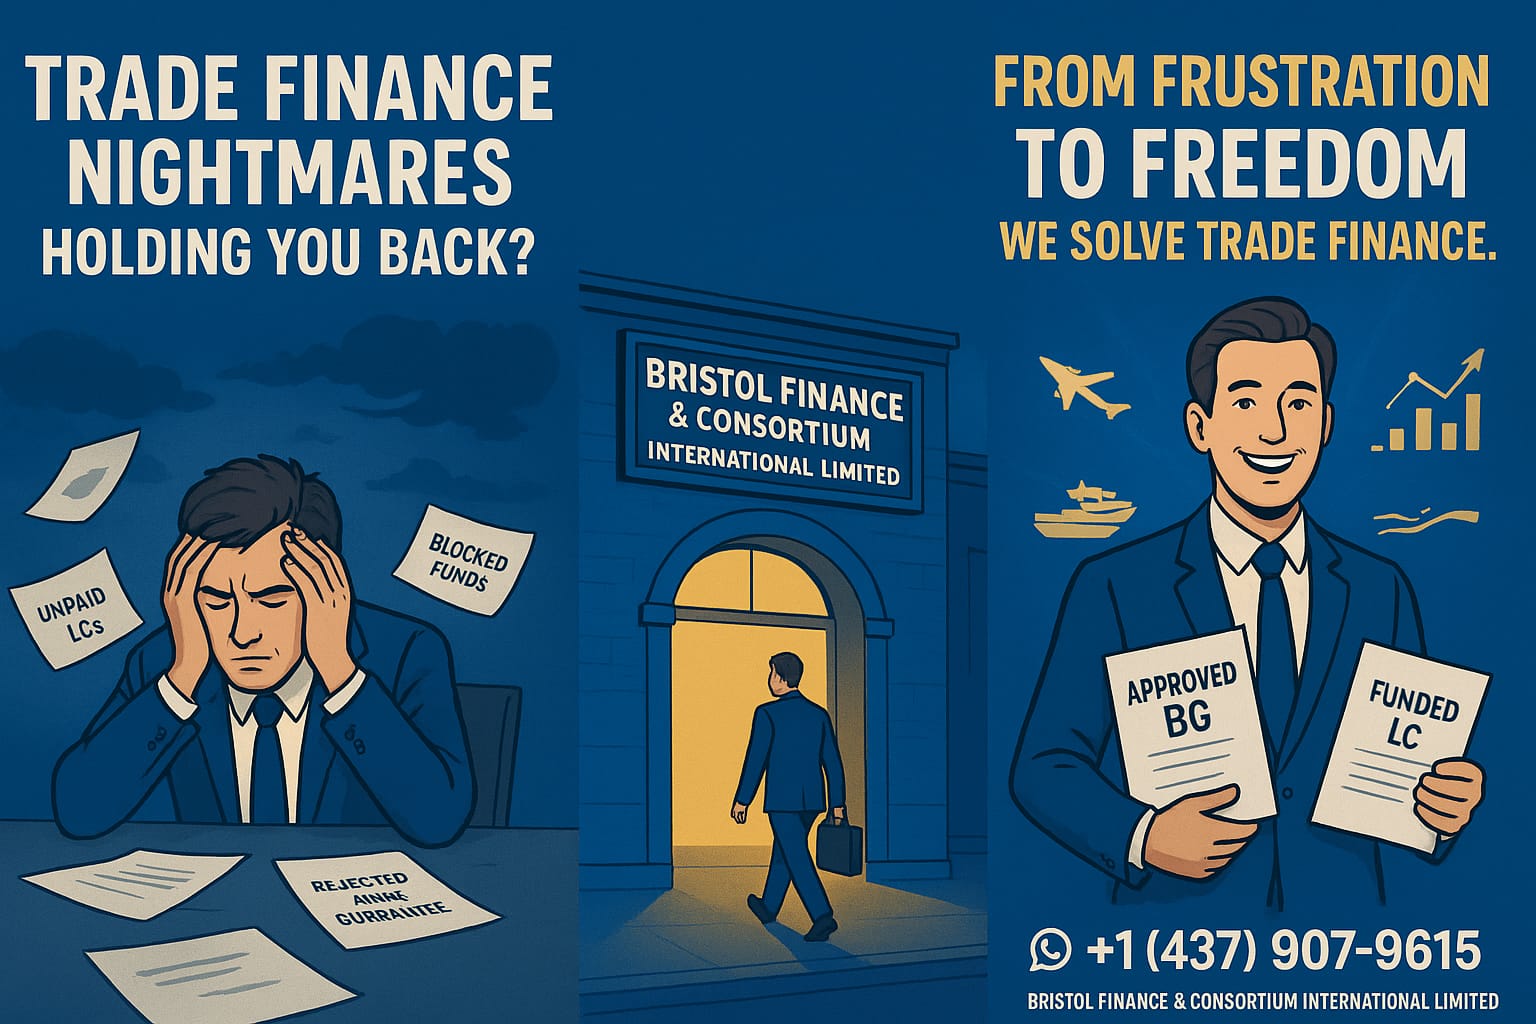 TRADE FINANCE
NIGHTMARES
HOLDING YOU BACK?
UNPAID
LCs
BLOCKED
FUNDS
REJECTED
GURRALITEE
BRISTOL FINANCE
& CONSORTIUM
INTERNATIONAL LIMITED
FROM FRUSTRATION
TO FREEDOM
WE SOLVE TRADE FINANCE.
APPROVED
BG
FUNDED
LC
+1 (437) 907-9615
BRISTOL FINANCE & CONSORTIUM INTERNATIONAL LIMITED